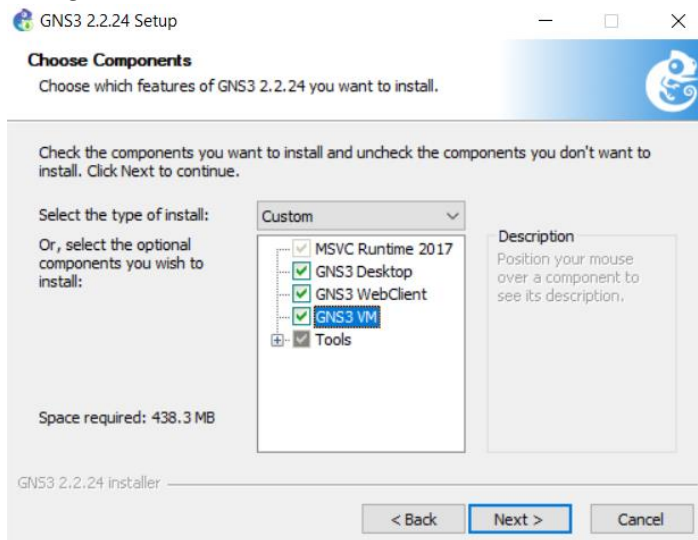 GNS3 2.2.24 Setup
Choose Components
Choose which features of GNS3 2.2.24 you want to install.
Check the components you want to install and uncheck the components you don't want to
install. Click Next to continue.
Select the type of install:
Custom
Or, select the optional
components you wish to
install:
MSVC Runtime 2017
GNS3 Desktop
GNS3 WebClient
GNS3 VM
Tools
Description
Position your mouse
over a component to
see its description.
Space required: 438.3 MB
GNS3 2.2.24 installer
< Back
Next >
Cancel